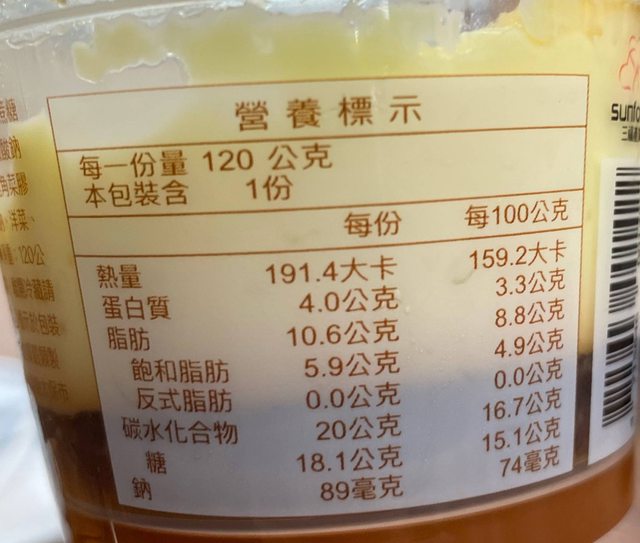 營養標示
每一份量 120 公克
本包裝含 1份
每份 每100公克
熱量 191.4大卡 159.2大卡
蛋白質 4.0公克 3.3公克
脂肪 10.6公克 8.8公克
飽和脂肪 5.9公克 4.9公克
反式脂肪 0.0公克 0.0公克
碳水化合物 20公克 16.7公克
糖 18.1公克 15.1公克
鈉 89毫克 74毫克